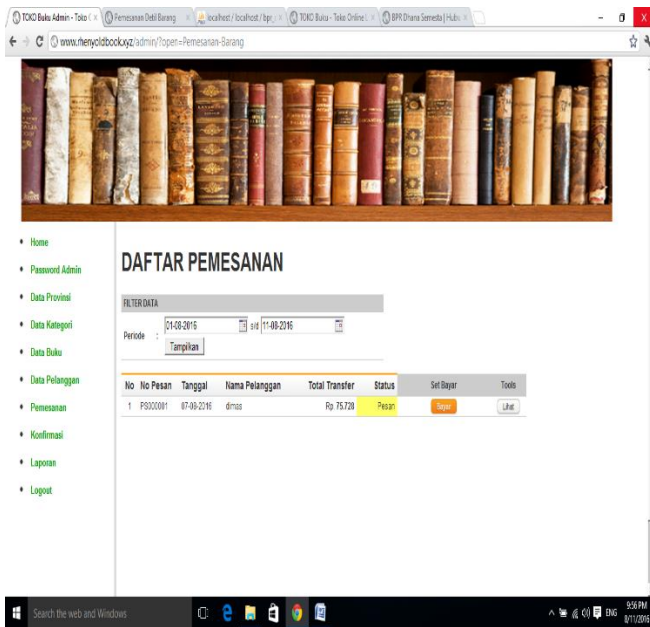 TOKO Buku Admin - Toko
Pemesanan Detil Barang
localhost / localhost / bpr
TOKO Buku - Toko Online
BPR Dhana Semesta | Hubu
www.rhenyoldbook.xyz/admin/?open=Pemesanan-Barang
Home
Password Admin
Data Provinsi
Data Kategori
Data Buku
Data Pelanggan
Pemesanan
Konfirmasi
Laporan
Logout
DAFTAR PEMESANAN
FILTER DATA
Periode : 01-08-2016 s/d 11-08-2016
Tampilkan
No No Pesan Tanggal Nama Pelanggan Total Transfer Status Set Bayar Tools
1 PS000001 07-08-2016 dimas Rp. 75.728 Pesan Bayar Lihat
Search the web and Windows
ENG
9:56 PM
8/11/2016